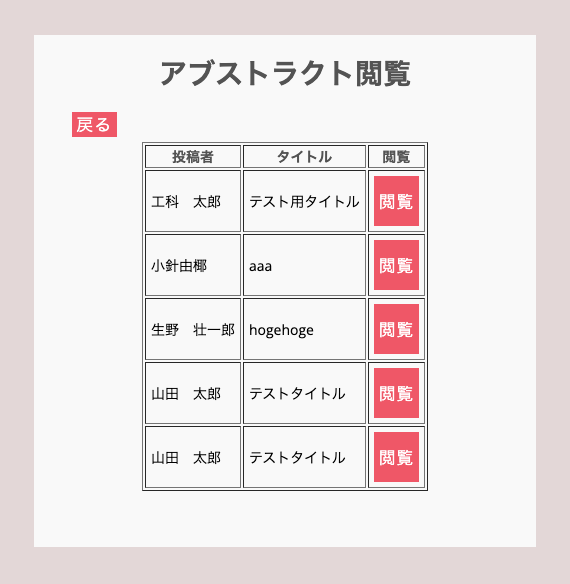 アブストラクト閲覧
戻る
投稿者 タイトル 閲覧
工科　太郎 テスト用タイトル 閲覧
小針由椰 aaa 閲覧
生野　壮一郎 hogehoge 閲覧
山田　太郎 テストタイトル 閲覧
山田　太郎 テストタイトル 閲覧